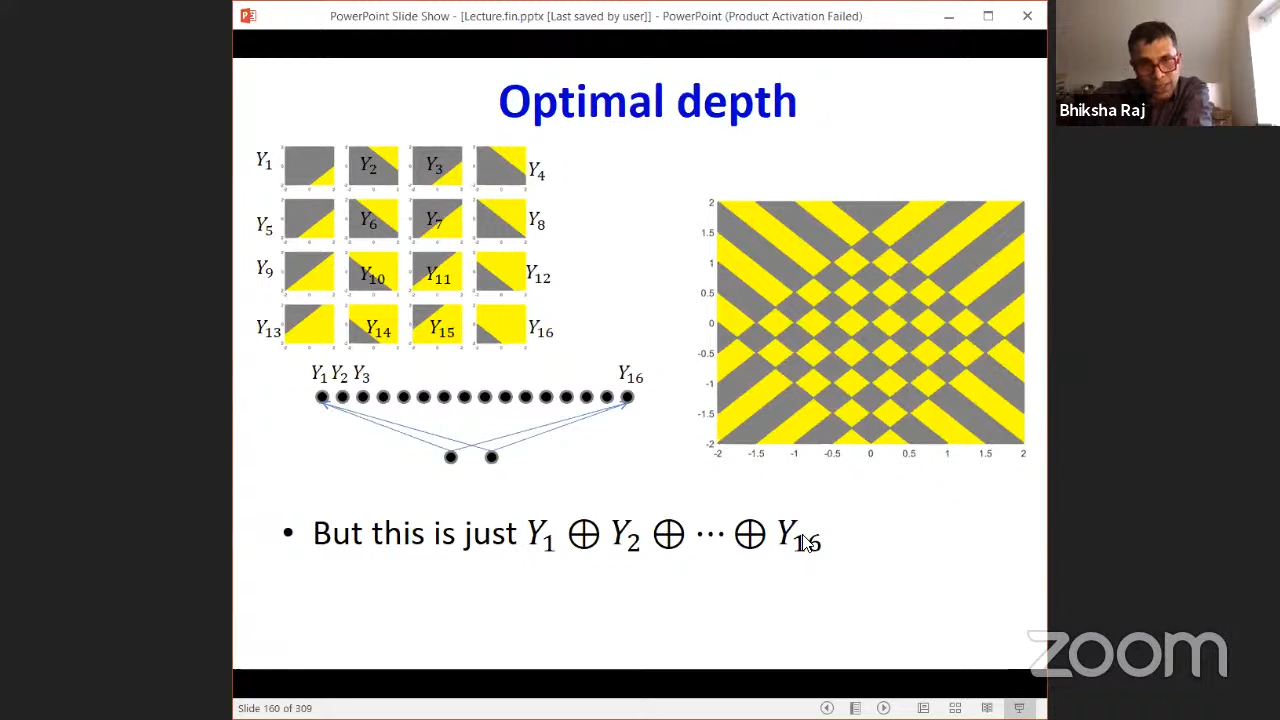 PowerPoint Slide Show - [Lecture.fin.pptx [Last saved by user]] - PowerPoint (Product Activation Failed)
Bhiksha Raj
Optimal depth
Y₁ Y₂ Y₃ Y₄
Y₅ Y₆ Y₇ Y₈
Y₉ Y₁₀ Y₁₁ Y₁₂
Y₁₃ Y₁₄ Y₁₅ Y₁₆
Y₁ Y₂ Y₃ Y₁₆
2
1.5
1
0.5
0
-0.5
-1
-1.5
-2
-2 -1.5 -1 -0.5 0 0.5 1 1.5 2
• But this is just Y₁ ⊕ Y₂ ⊕ ⋯ ⊕ Y₁₆
zoom
Slide 160 of 309